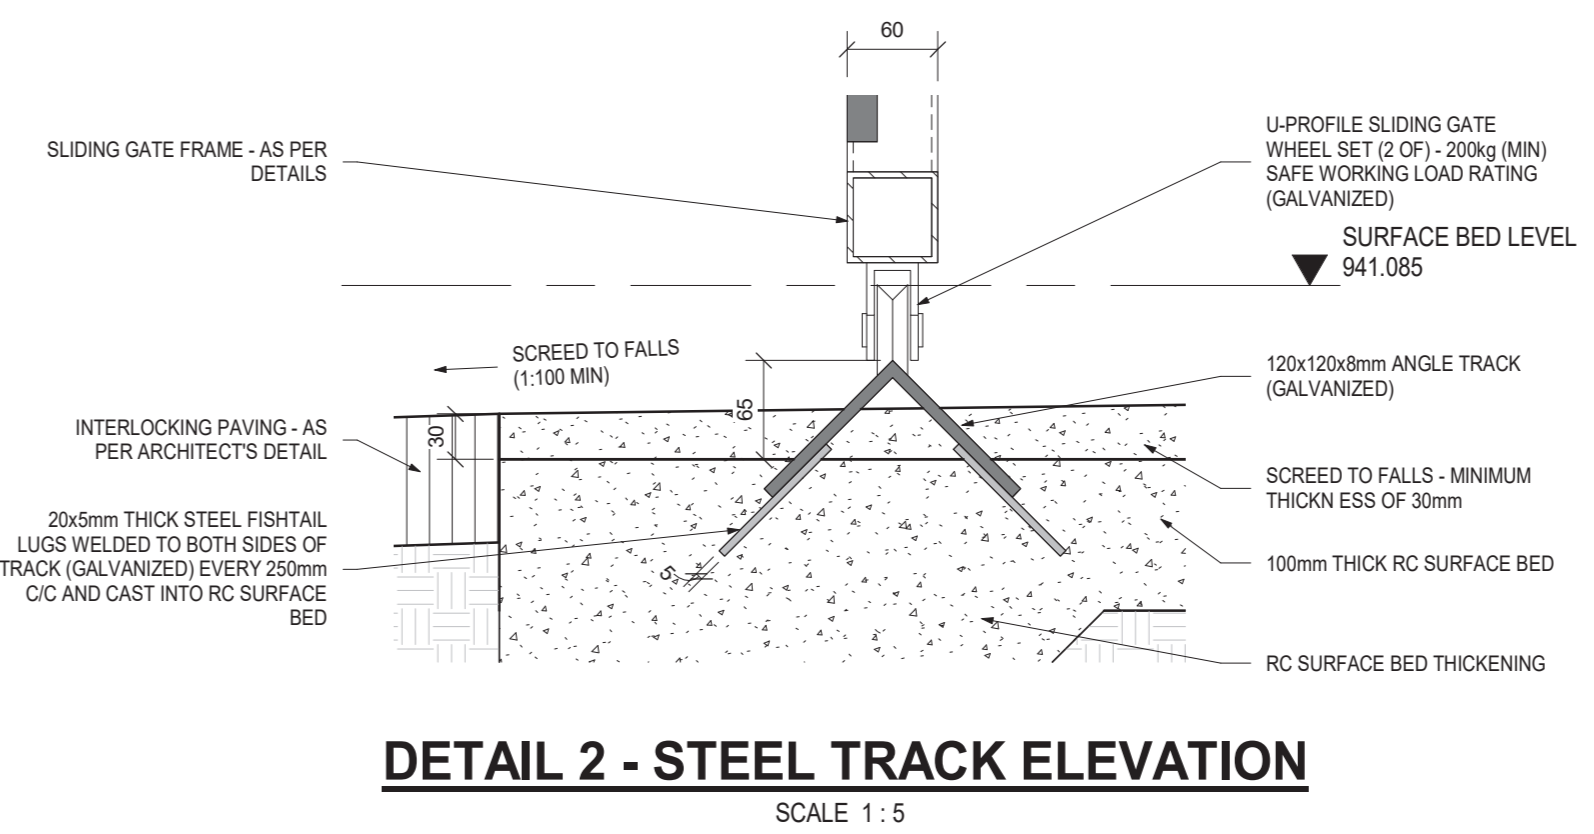 60
SLIDING GATE FRAME - AS PER
DETAILS
U-PROFILE SLIDING GATE
WHEEL SET (2 OF) - 200kg (MIN)
SAFE WORKING LOAD RATING
(GALVANIZED)
SURFACE BED LEVEL
941.085
SCREED TO FALLS
(1:100 MIN)
120x120x8mm ANGLE TRACK
(GALVANIZED)
65
30
INTERLOCKING PAVING - AS
PER ARCHITECT'S DETAIL
SCREED TO FALLS - MINIMUM
THICKN ESS OF 30mm
20x5mm THICK STEEL FISHTAIL
LUGS WELDED TO BOTH SIDES OF
TRACK (GALVANIZED) EVERY 250mm
C/C AND CAST INTO RC SURFACE
BED
5
100mm THICK RC SURFACE BED
RC SURFACE BED THICKENING
DETAIL 2 - STEEL TRACK ELEVATION
SCALE 1 : 5